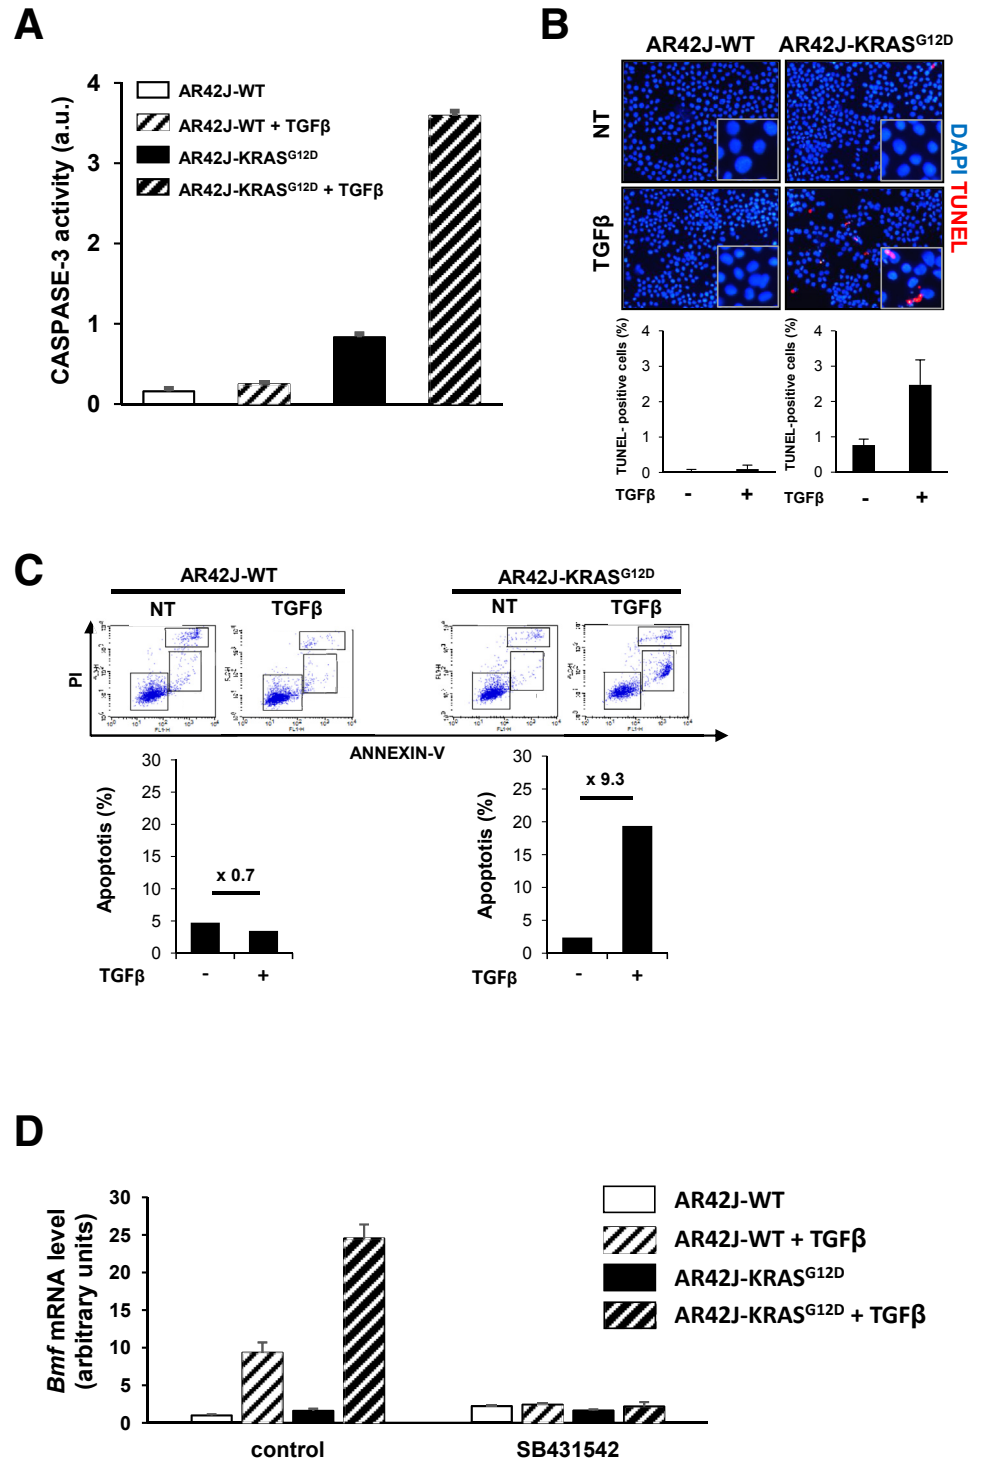 A
CASPASE-3 activity (a.u.)
4
3
2
1
0
AR42J-WT
AR42J-WT + TGFβ
AR42J-KRASG12D
AR42J-KRASG12D + TGFβ
B
AR42J-WT AR42J-KRASG12D
NT
TGFβ
DAPI TUNEL
TUNEL- positive cells (%)
4
3
2
1
0
TGFβ - +
TUNEL-positive cells (%)
4
3
2
1
0
TGFβ - +
C
AR42J-WT
NT TGFβ
AR42J-KRASG12D
NT TGFβ
PI
FL1-H
FL1-H
FL1-H
FL1-H
ANNEXIN-V
Apoptotis (%)
30
25
20
15
10
5
0
x 0.7
TGFβ - +
Apoptotis (%)
30
25
20
15
10
5
0
x 9.3
TGFβ - +
D
Bmf mRNA level
(arbitrary units)
30
25
20
15
10
5
0
control SB431542
AR42J-WT
AR42J-WT + TGFβ
AR42J-KRASG12D
AR42J-KRASG12D + TGFβ